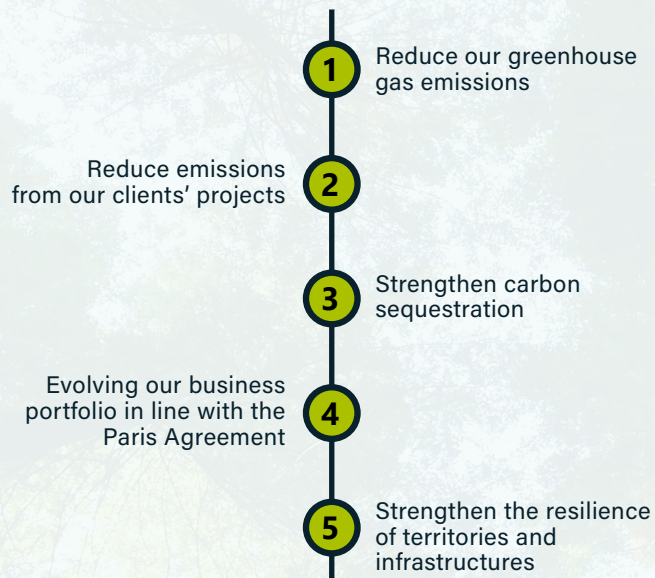 1
Reduce our greenhouse
gas emissions
Reduce emissions
from our clients’ projects
2
3
Strengthen carbon
sequestration
Evolving our business
portfolio in line with the
Paris Agreement
4
5
Strengthen the resilience
of territories and
infrastructures